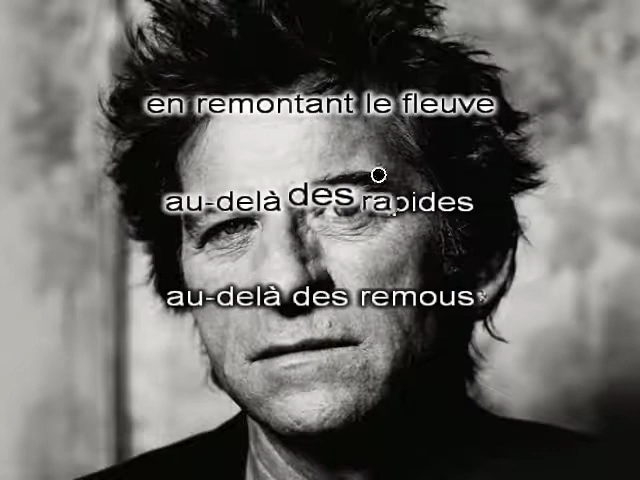 en remontant le fleuve
au-delà des rapides
au-delà des remous